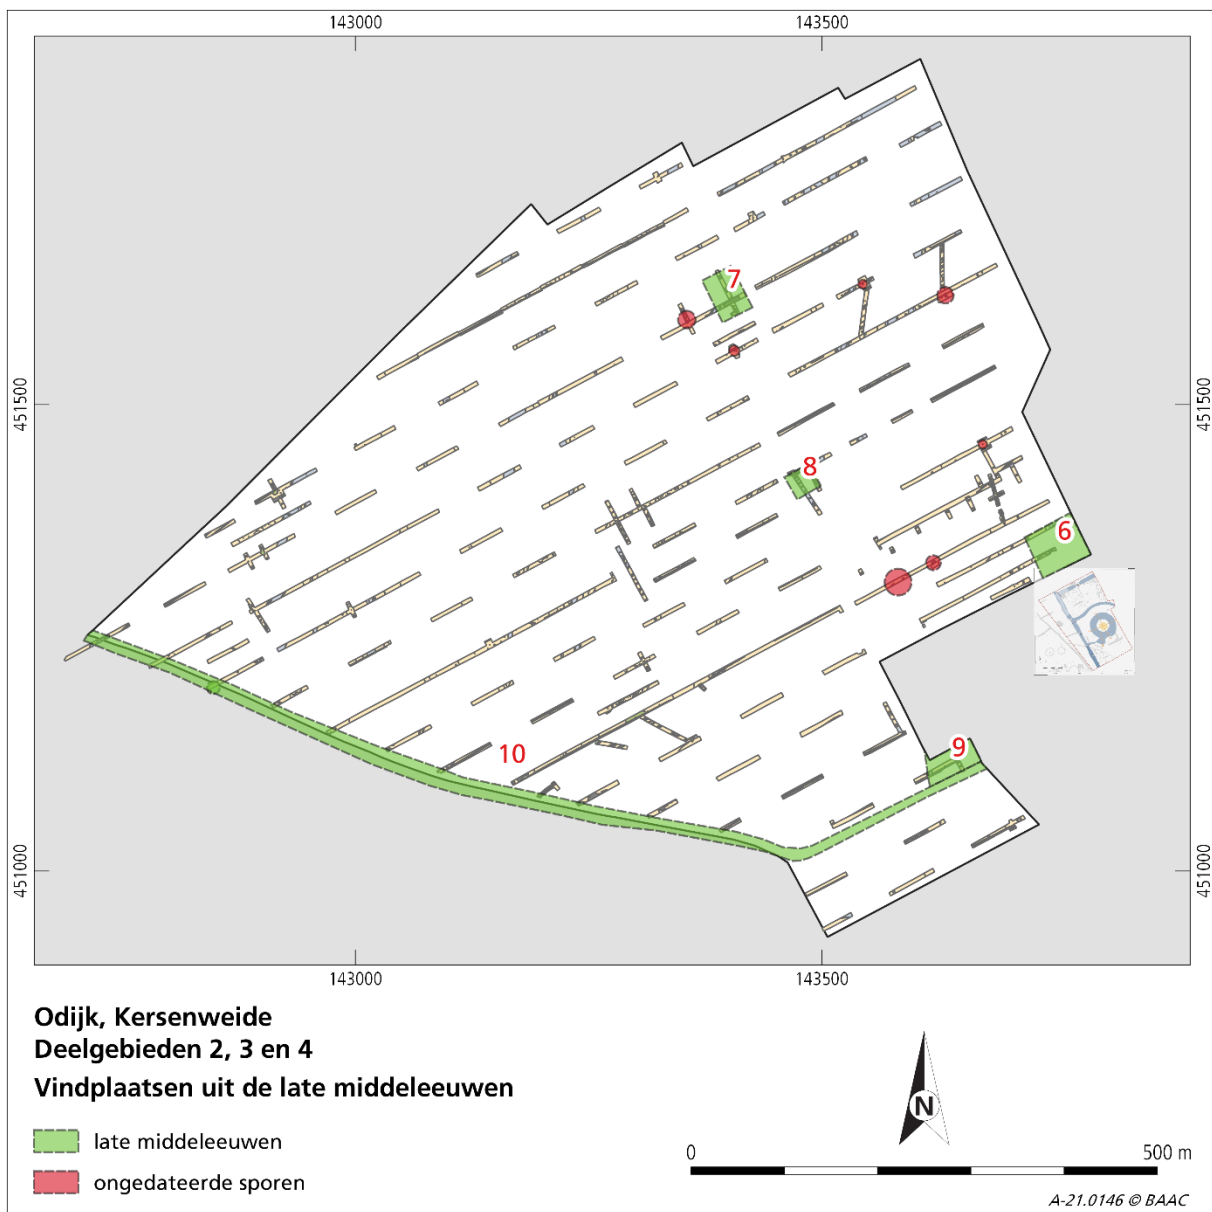 143000 143500
451500 451500
7
8
6
10
9
451000 451000
143000 143500
Odijk, Kersenweide
Deelgebieden 2, 3 en 4
Vindplaatsen uit de late middeleeuwen
late middeleeuwen
ongedateerde sporen
N
0 500 m
A-21.0146 © BAAC